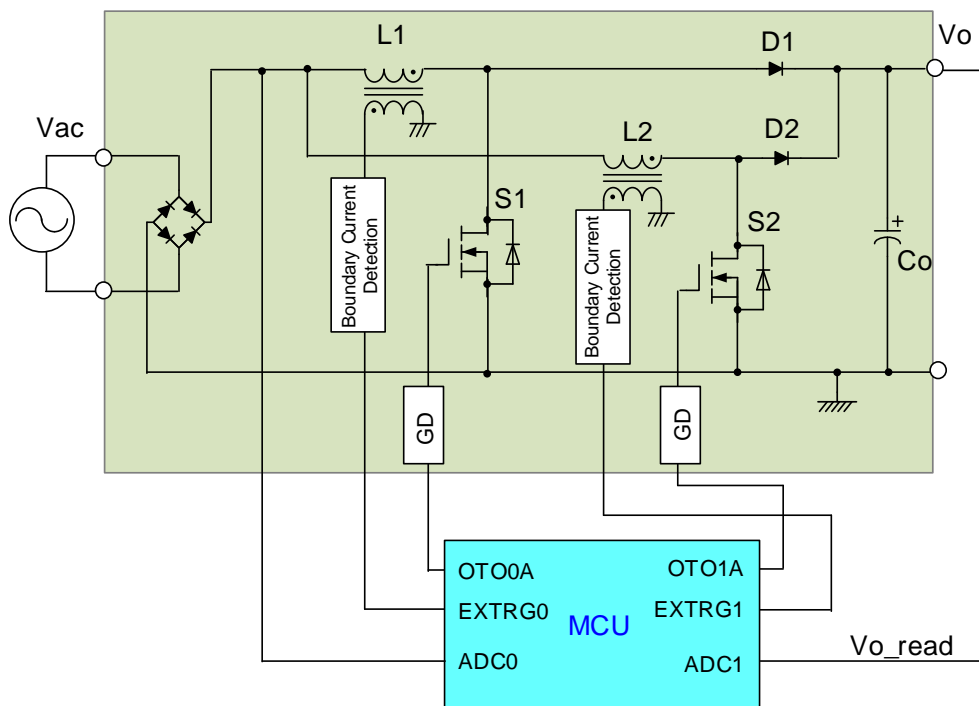 L1
D1
Vo
Vac
L2
D2
S1
S2
+
Co
Boundary Current
Detection
Boundary Current
Detection
GD
GD
OTO0A
OTO1A
EXTRG0
EXTRG1
MCU
ADC0
ADC1
Vo_read